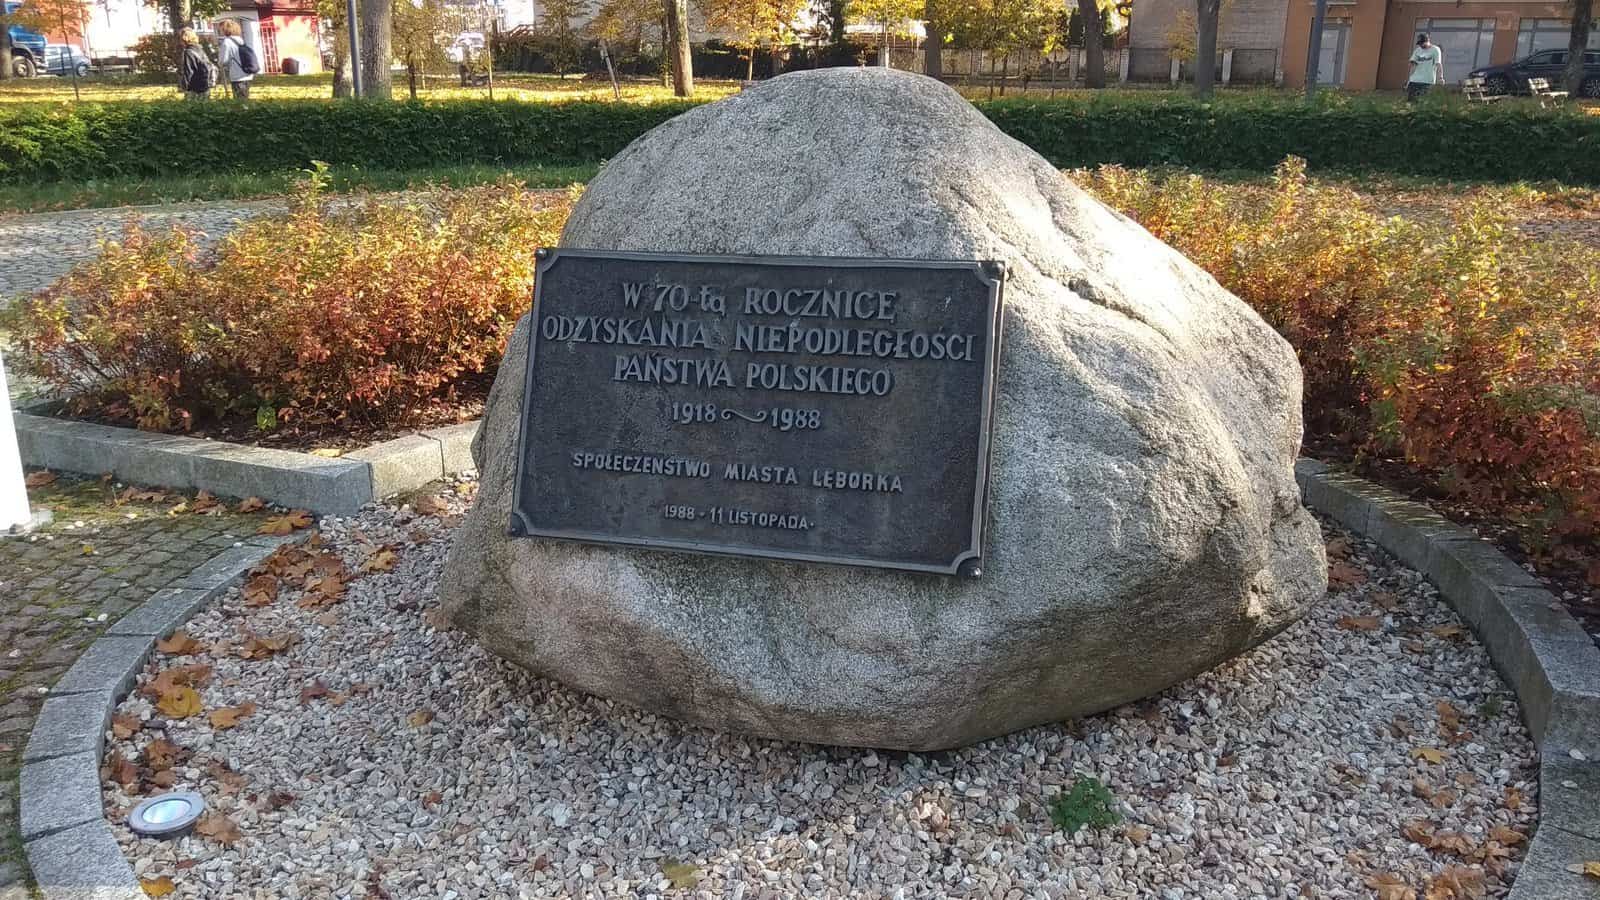 W 70-tą ROCZNICĘ
ODZYSKANIA NIEPODLEGŁOŚCI
PAŃSTWA POLSKIEGO
1918 ~ 1988
SPOŁECZEŃSTWO MIASTA LĘBORKA
1988 - 11 LISTOPADA -